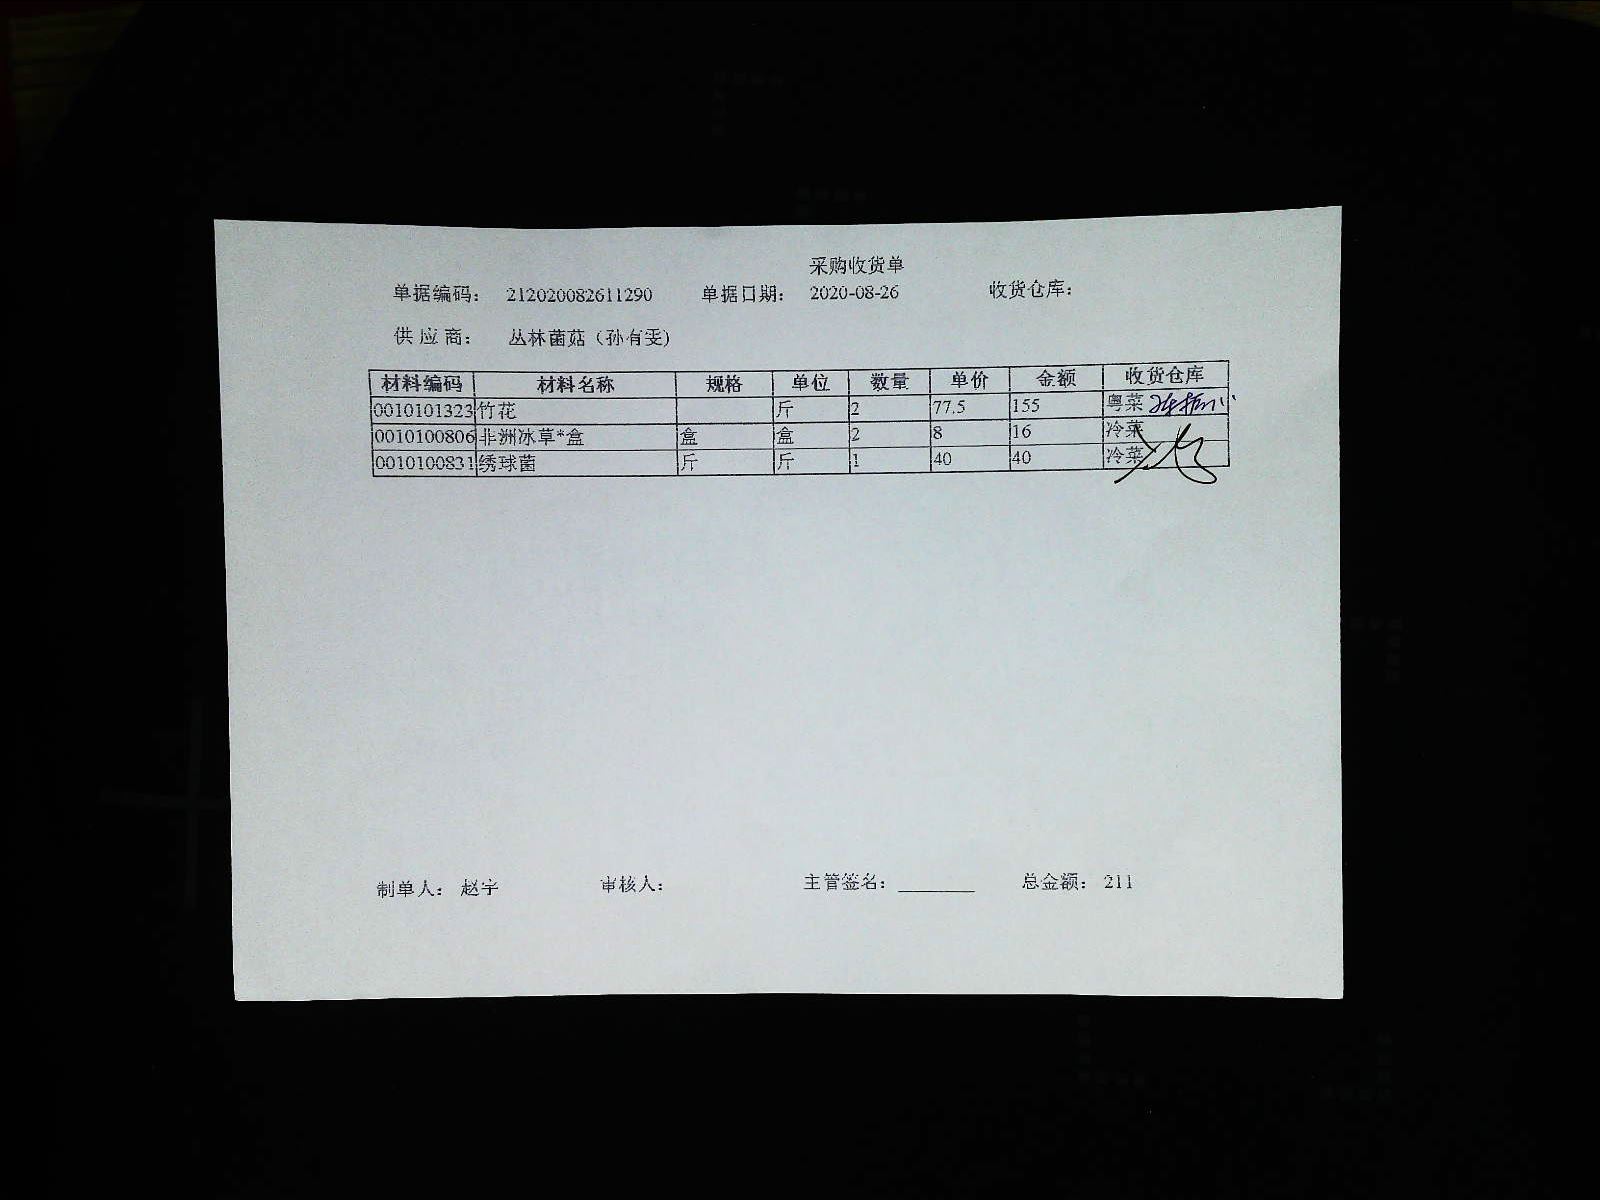 采购收货单
单据编码： 212020082611290 单据日期： 2020-08-26 收货仓库：
供 应 商： 丛林菌菇（孙有雯)
材料编码 材料名称 规格 单位 数量 单价 金额 收货仓库
0010101323 竹花 斤 2 77.5 155 粤菜
0010100806 非洲冰草*盒 盒 盒 2 8 16 冷菜
0010100831 绣球菌 斤 斤 1 40 40 冷菜
制单人： 赵宇 审核人： 主管签名： ________ 总金额： 211